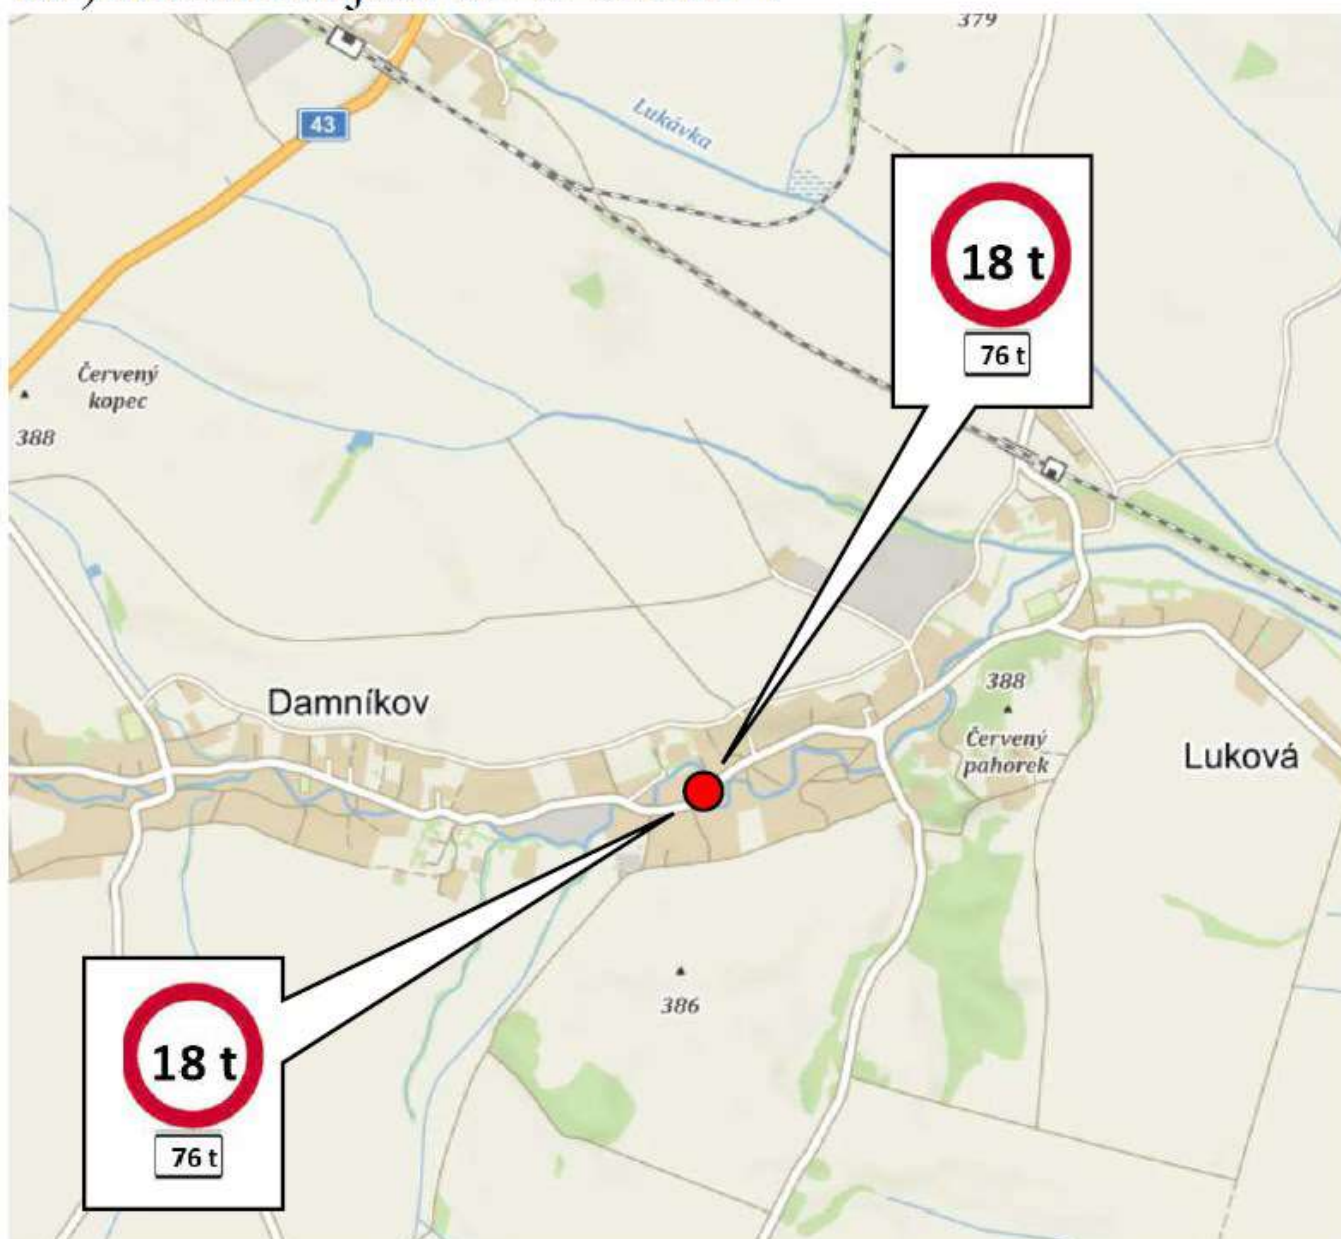 379
43
Lukávka
18 t
76 t
Červený
kopec
388
Damníkov
388
Červený
pahorek
Luková
386
18 t
76 t